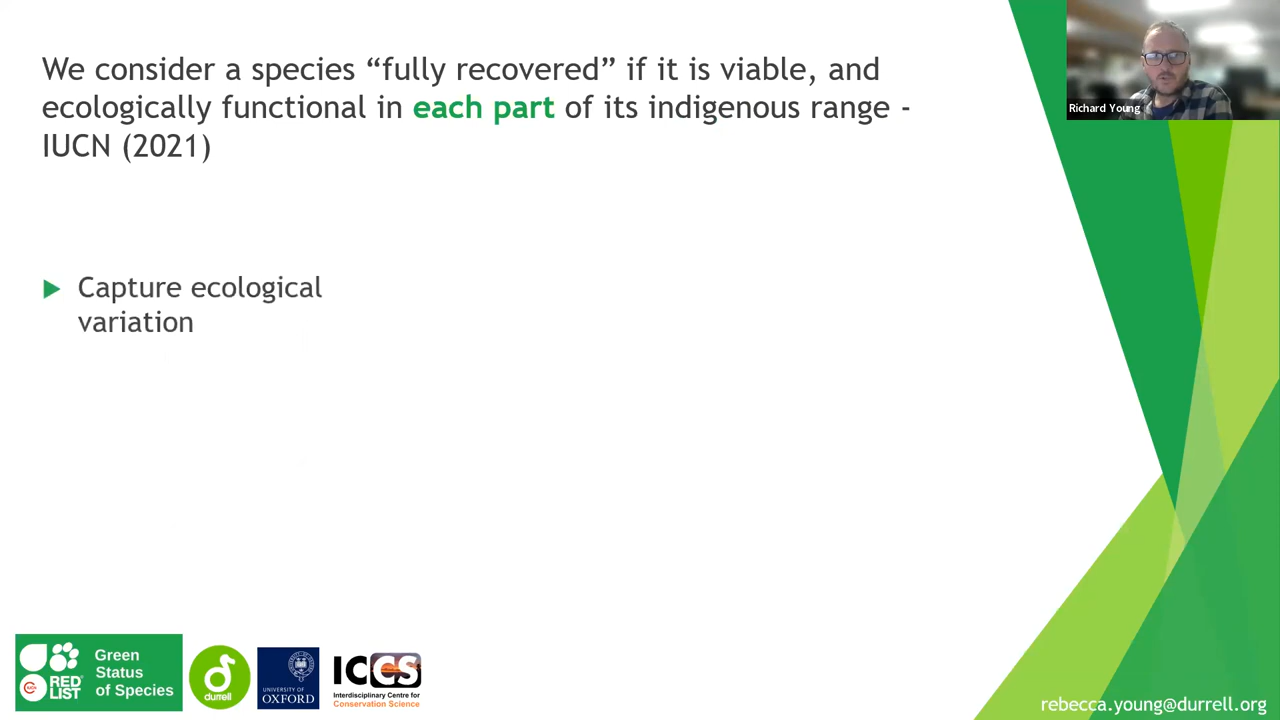 We consider a species “fully recovered” if it is viable, and
ecologically functional in each part of its indigenous range -
IUCN (2021)
Richard Young
Capture ecological
variation
Green
Status
of Species
RED
LIST
durrell
UNIVERSITY OF
OXFORD
ICCS
Interdisciplinary Centre for
Conservation Science
rebecca.young@durrell.org